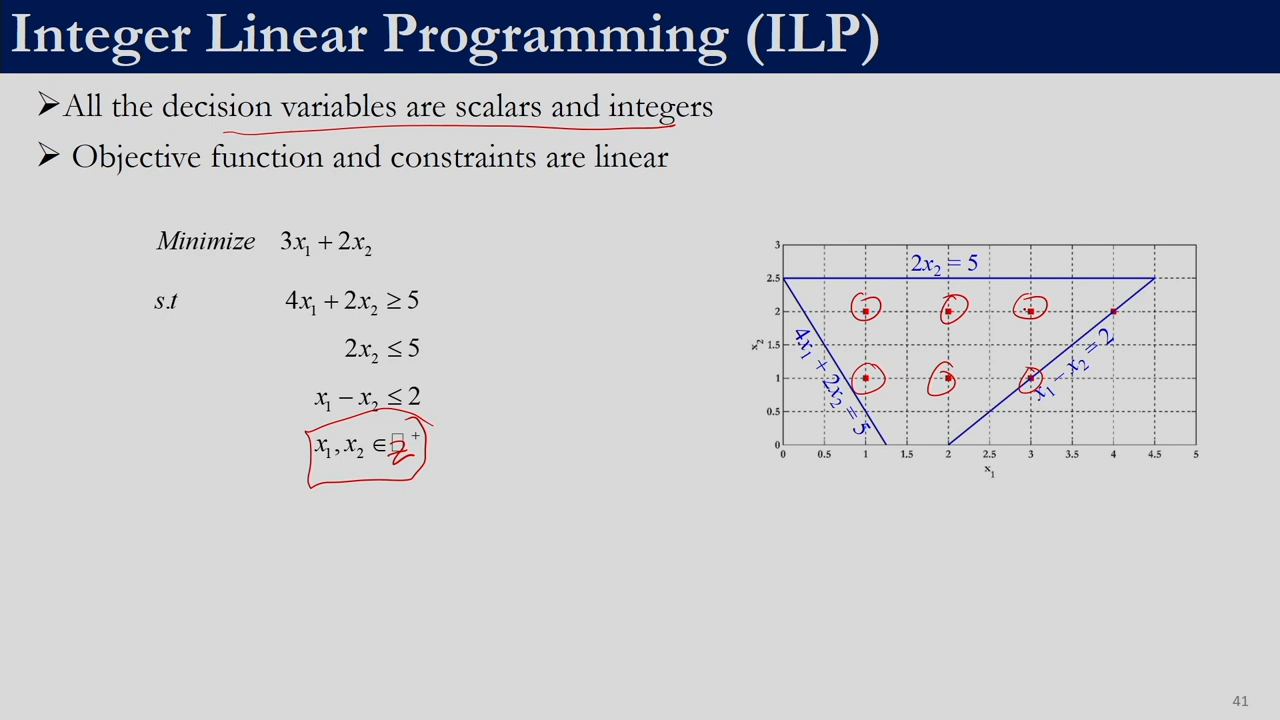 Integer Linear Programming (ILP)
➢All the decision variables are scalars and integers
➢ Objective function and constraints are linear
Minimize 3x₁ + 2x₂
s.t 4x₁ + 2x₂ ≥ 5
2x₂ ≤ 5
x₁ − x₂ ≤ 2
x₁, x₂ ∈ Z⁺
2x₂ = 5
4x₁ + 2x₂ = 5
x₁ − x₂ = 2
x₂
3
2.5
2
1.5
1
0.5
0
0 0.5 1 1.5 2 2.5 3 3.5 4 4.5 5
x₁
41